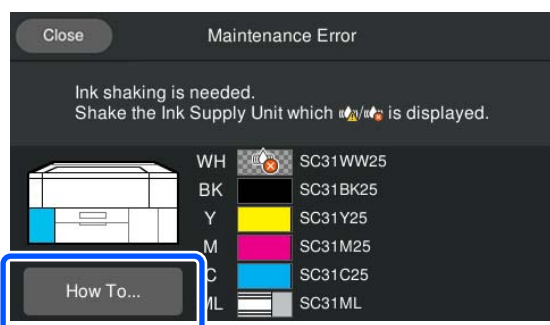 Close
Maintenance Error
Ink shaking is needed.
Shake the Ink Supply Unit which / is displayed.
WH SC31WW25
BK SC31BK25
Y SC31Y25
M SC31M25
C SC31C25
ML SC31ML
How To...